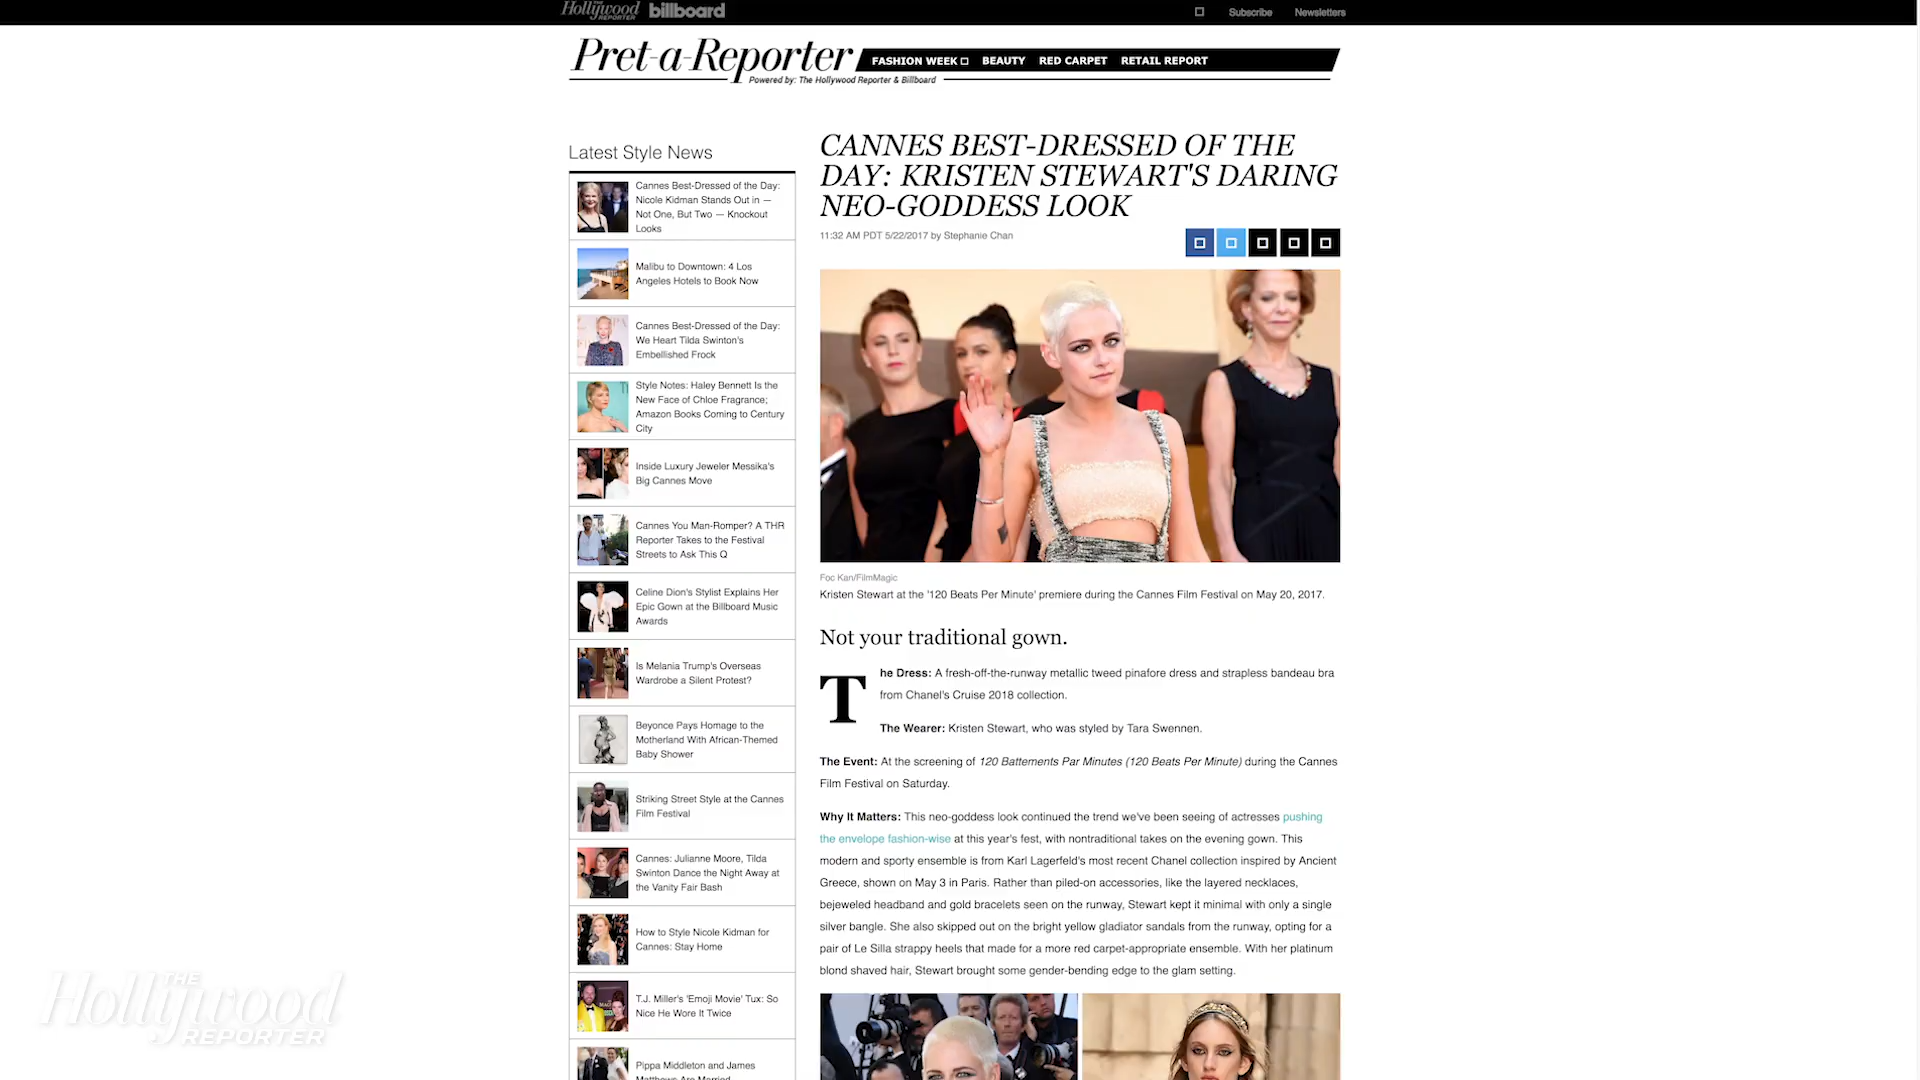 The Hollywood REPORTER billboard
Subscribe Newsletters
Pret-a-Reporter
FASHION WEEK BEAUTY RED CARPET RETAIL REPORT
Powered by: The Hollywood Reporter & Billboard
Latest Style News
Cannes Best-Dressed of the Day:
Nicole Kidman Stands Out in —
Not One, But Two — Knockout
Looks
Malibu to Downtown: 4 Los
Angeles Hotels to Book Now
Cannes Best-Dressed of the Day:
We Heart Tilda Swinton's
Embellished Frock
Style Notes: Haley Bennett Is the
New Face of Chloe Fragrance;
Amazon Books Coming to Century
City
Inside Luxury Jeweler Messika's
Big Cannes Move
Cannes You Man-Romper? A THR
Reporter Takes to the Festival
Streets to Ask This Q
Celine Dion's Stylist Explains Her
Epic Gown at the Billboard Music
Awards
Is Melania Trump's Overseas
Wardrobe a Silent Protest?
Beyonce Pays Homage to the
Motherland With African-Themed
Baby Shower
Striking Street Style at the Cannes
Film Festival
Cannes: Julianne Moore, Tilda
Swinton Dance the Night Away at
the Vanity Fair Bash
How to Style Nicole Kidman for
Cannes: Stay Home
T.J. Miller's 'Emoji Movie' Tux: So
Nice He Wore It Twice
Pippa Middleton and James
Matthews Are Married
CANNES BEST-DRESSED OF THE
DAY: KRISTEN STEWART'S DARING
NEO-GODDESS LOOK
11:32 AM PDT 5/22/2017 by Stephanie Chan
Foc Kan/FilmMagic
Kristen Stewart at the '120 Beats Per Minute' premiere during the Cannes Film Festival on May 20, 2017.
Not your traditional gown.
The Dress: A fresh-off-the-runway metallic tweed pinafore dress and strapless bandeau bra
from Chanel's Cruise 2018 collection.
The Wearer: Kristen Stewart, who was styled by Tara Swennen.
The Event: At the screening of 120 Battements Par Minutes (120 Beats Per Minute) during the Cannes
Film Festival on Saturday.
Why It Matters: This neo-goddess look continued the trend we've been seeing of actresses pushing
the envelope fashion-wise at this year's fest, with nontraditional takes on the evening gown. This
modern and sporty ensemble is from Karl Lagerfeld's most recent Chanel collection inspired by Ancient
Greece, shown on May 3 in Paris. Rather than piled-on accessories, like the layered necklaces,
bejeweled headband and gold bracelets seen on the runway, Stewart kept it minimal with only a single
silver bangle. She also skipped out on the bright yellow gladiator sandals from the runway, opting for a
pair of Le Silla strappy heels that made for a more red carpet-appropriate ensemble. With her platinum
blond shaved hair, Stewart brought some gender-bending edge to the glam setting.
THE
Hollywood
REPORTER